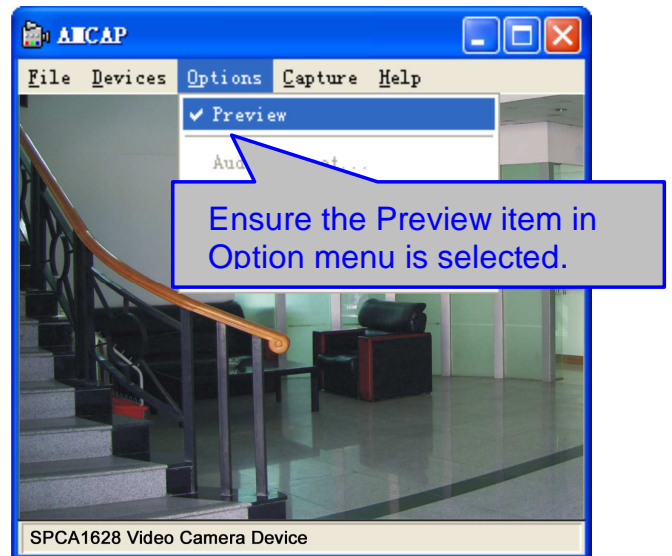 AMCAP
File Devices Options Capture Help
Preview
Ensure the Preview item in
Option menu is selected.
SPCA1628 Video Camera Device